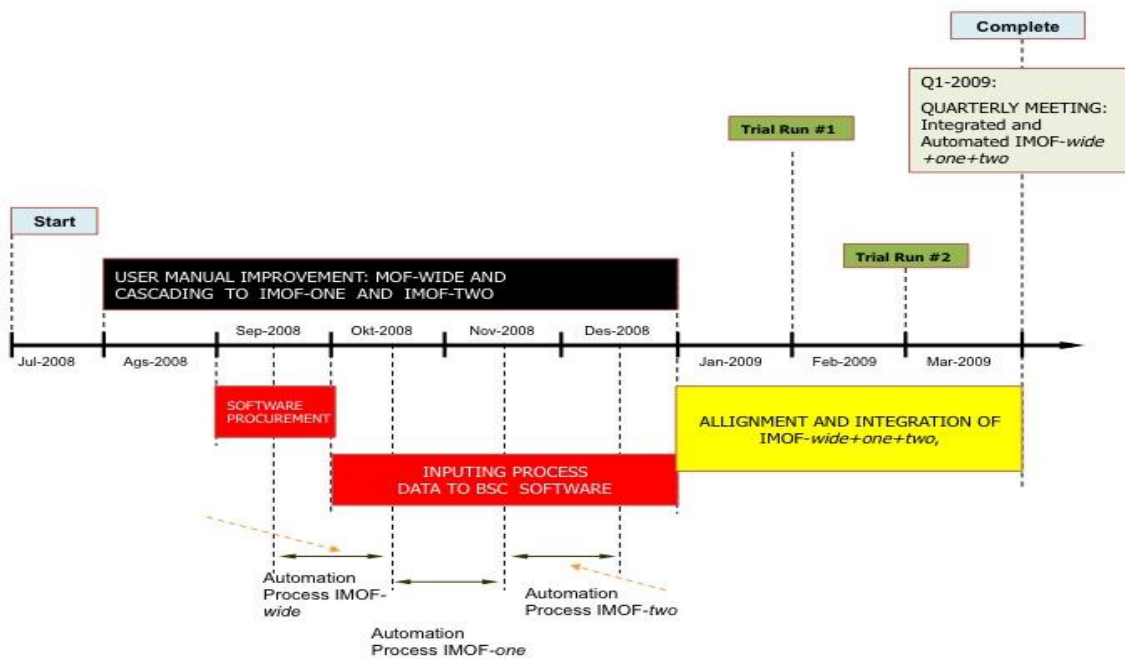 Complete
Q1-2009:
QUARTERLY MEETING:
Integrated and
Automated IMOF-wide
+one+two
Trial Run #1
Start
Trial Run #2
USER MANUAL IMPROVEMENT: MOF-WIDE AND
CASCADING TO IMOF-ONE AND IMOF-TWO
Sep-2008
Okt-2008
Nov-2008
Des-2008
Jul-2008
Ags-2008
Jan-2009
Feb-2009
Mar-2009
SOFTWARE
PROCUREMENT
ALLIGNMENT AND INTEGRATION OF
IMOF-wide+one+two,
INPUTING PROCESS
DATA TO BSC SOFTWARE
Automation
Process IMOF-
wide
Automation
Process IMOF-one
Automation
Process IMOF-two